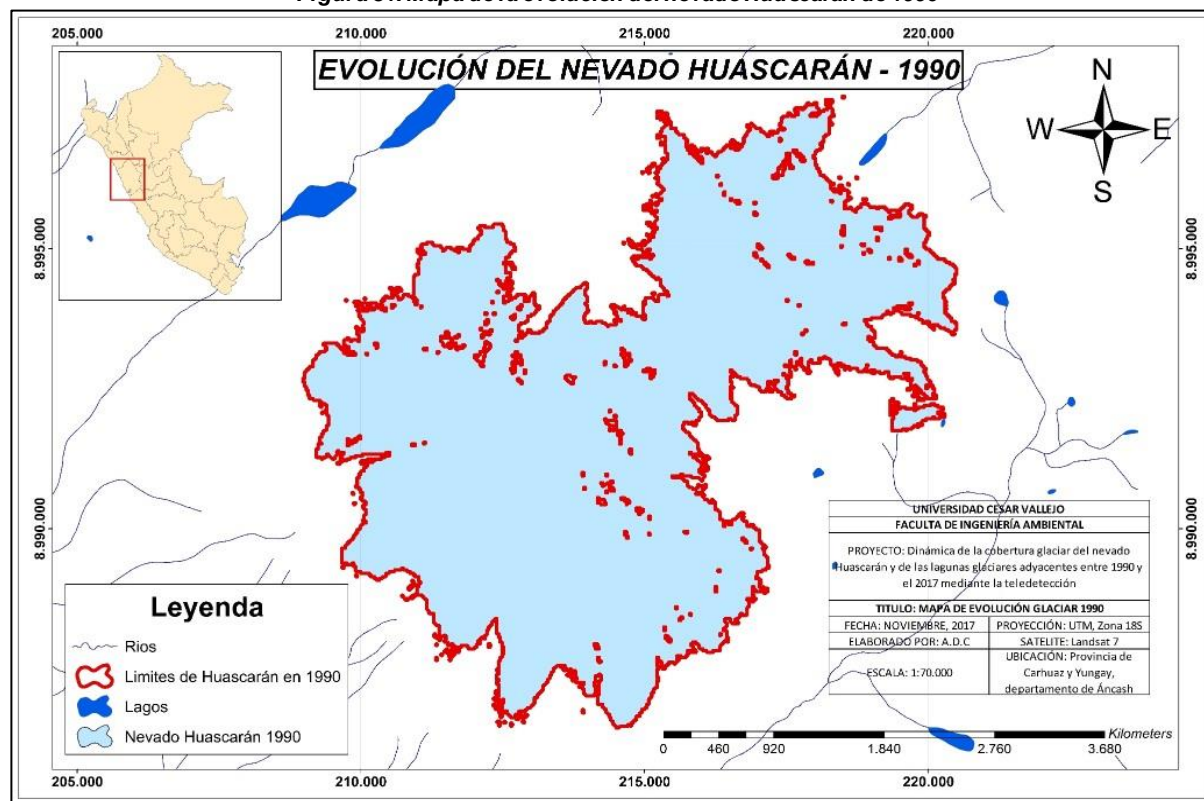 205.000 210.000 215.000 220.000
EVOLUCIÓN DEL NEVADO HUASCARÁN - 1990
N
W E
S
8.995.000 8.995.000
8.990.000 8.990.000
UNIVERSIDAD CESAR VALLEJO
FACULTA DE INGENIERÍA AMBIENTAL
PROYECTO: Dinámica de la cobertura glaciar del nevado
Huascarán y de las lagunas glaciares adyacentes entre 1990 y
el 2017 mediante la teledetección
TITULO: MAPA DE EVOLUCIÓN GLACIAR 1990
FECHA: NOVIEMBRE, 2017 PROYECCIÓN: UTM, Zona 18S
ELABORADO POR: A.D.C SATELITE: Landsat 7
ESCALA: 1:70.000
UBICACIÓN: Provincia de
Carhuaz y Yungay,
departamento de Áncash
Leyenda
Rios
Limites de Huascarán en 1990
Lagos
Nevado Huascarán 1990
Kilometers
0 460 920 1.840 2.760 3.680
205.000 210.000 215.000 220.000